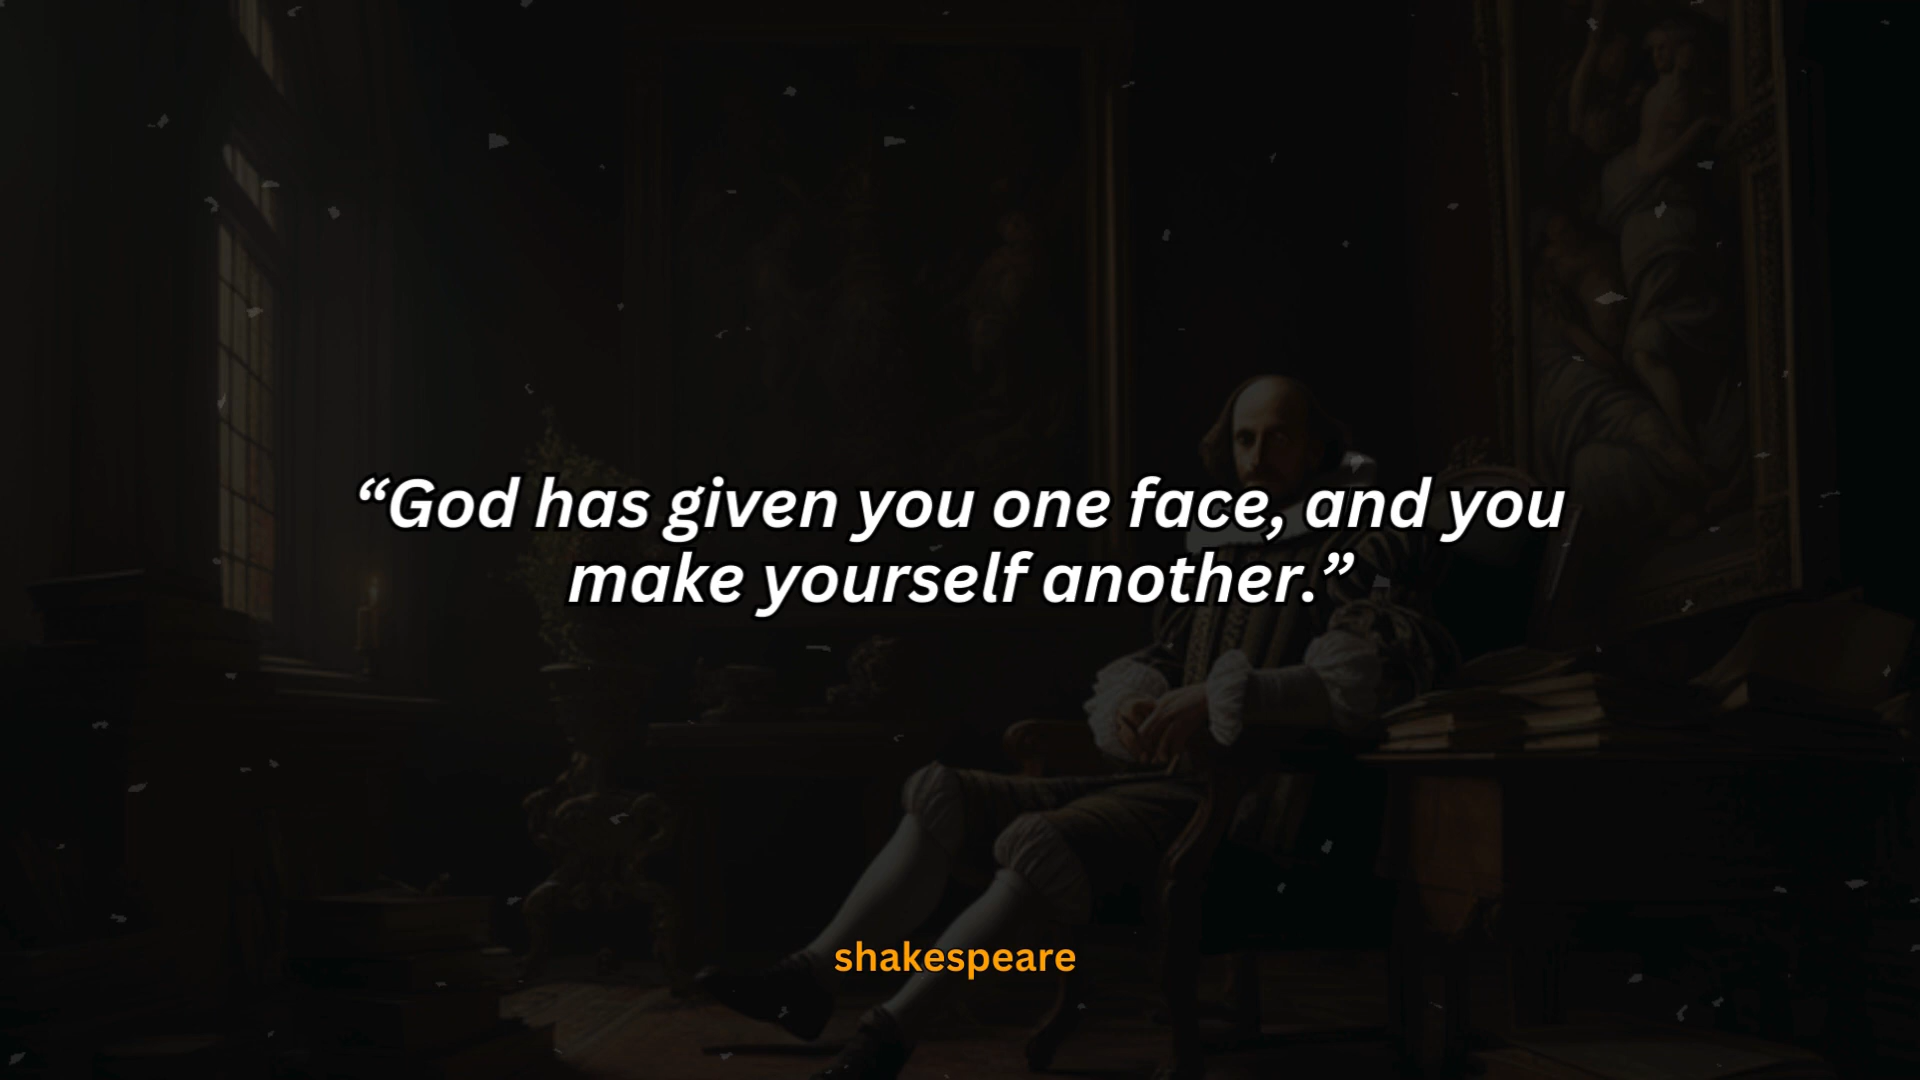 “God has given you one face, and you
make yourself another.”
shakespeare